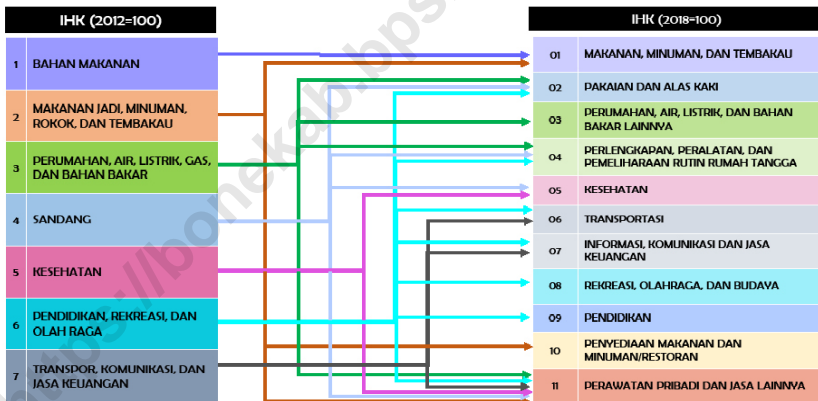 IHK (2012=100)
IHK (2018=100)
1 BAHAN MAKANAN
2 MAKANAN JADI, MINUMAN,
ROKOK, DAN TEMBAKAU
3 PERUMAHAN, AIR, LISTRIK, GAS,
DAN BAHAN BAKAR
4 SANDANG
5 KESEHATAN
6 PENDIDIKAN, REKREASI, DAN
OLAH RAGA
7 TRANSPOR, KOMUNIKASI, DAN
JASA KEUANGAN
01 MAKANAN, MINUMAN, DAN TEMBAKAU
02 PAKAIAN DAN ALAS KAKI
03 PERUMAHAN, AIR, LISTRIK, DAN BAHAN
BAKAR LAINNYA
04 PERLENGKAPAN, PERALATAN, DAN
PEMELIHARAAN RUTIN RUMAH TANGGA
05 KESEHATAN
06 TRANSPORTASI
07 INFORMASI, KOMUNIKASI DAN JASA
KEUANGAN
08 REKREASI, OLAHRAGA, DAN BUDAYA
09 PENDIDIKAN
10 PENYEDIAAN MAKANAN DAN
MINUMAN/RESTORAN
11 PERAWATAN PRIBADI DAN JASA LAINNYA
https://bonekab.bps